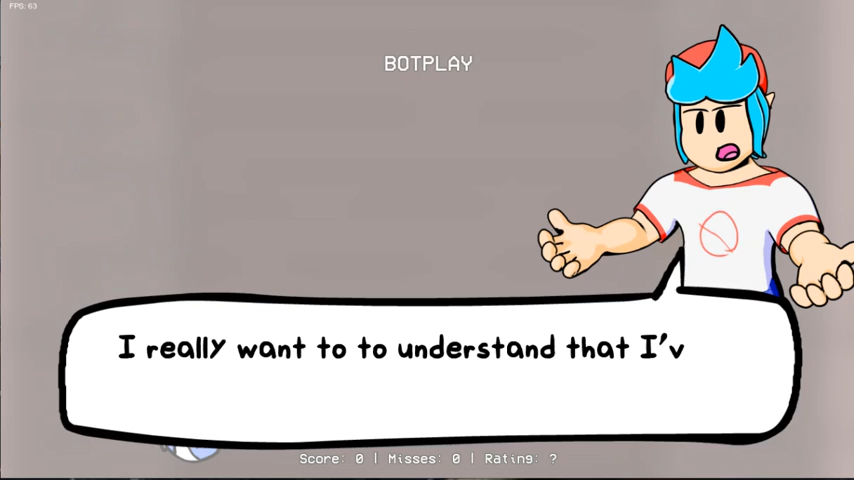 FPS: 63
BOTPLAY
I really want to to understand that I'v
Score: 0 | Misses: 0 | Rating: ?